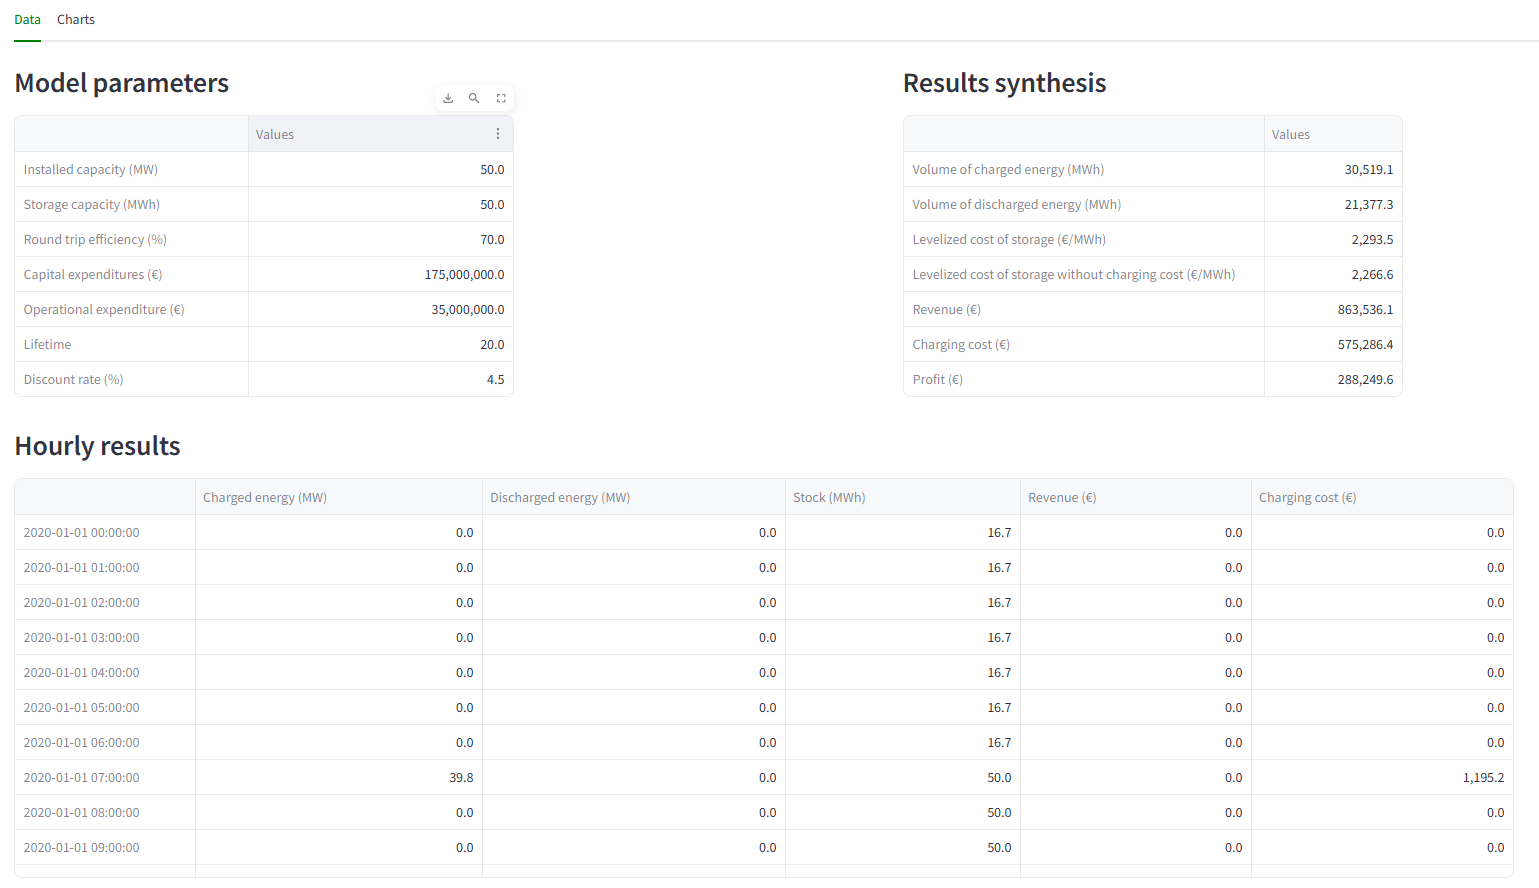 Data Charts
Model parameters
Values
Installed capacity (MW) 50.0
Storage capacity (MWh) 50.0
Round trip efficiency (%) 70.0
Capital expenditures (€) 175,000,000.0
Operational expenditure (€) 35,000,000.0
Lifetime 20.0
Discount rate (%) 4.5
Results synthesis
Values
Volume of charged energy (MWh) 30,519.1
Volume of discharged energy (MWh) 21,377.3
Levelized cost of storage (€/MWh) 2,293.5
Levelized cost of storage without charging cost (€/MWh) 2,266.6
Revenue (€) 863,536.1
Charging cost (€) 575,286.4
Profit (€) 288,249.6
Hourly results
Charged energy (MW) Discharged energy (MW) Stock (MWh) Revenue (€) Charging cost (€)
2020-01-01 00:00:00 0.0 0.0 16.7 0.0 0.0
2020-01-01 01:00:00 0.0 0.0 16.7 0.0 0.0
2020-01-01 02:00:00 0.0 0.0 16.7 0.0 0.0
2020-01-01 03:00:00 0.0 0.0 16.7 0.0 0.0
2020-01-01 04:00:00 0.0 0.0 16.7 0.0 0.0
2020-01-01 05:00:00 0.0 0.0 16.7 0.0 0.0
2020-01-01 06:00:00 0.0 0.0 16.7 0.0 0.0
2020-01-01 07:00:00 39.8 0.0 50.0 0.0 1,195.2
2020-01-01 08:00:00 0.0 0.0 50.0 0.0 0.0
2020-01-01 09:00:00 0.0 0.0 50.0 0.0 0.0